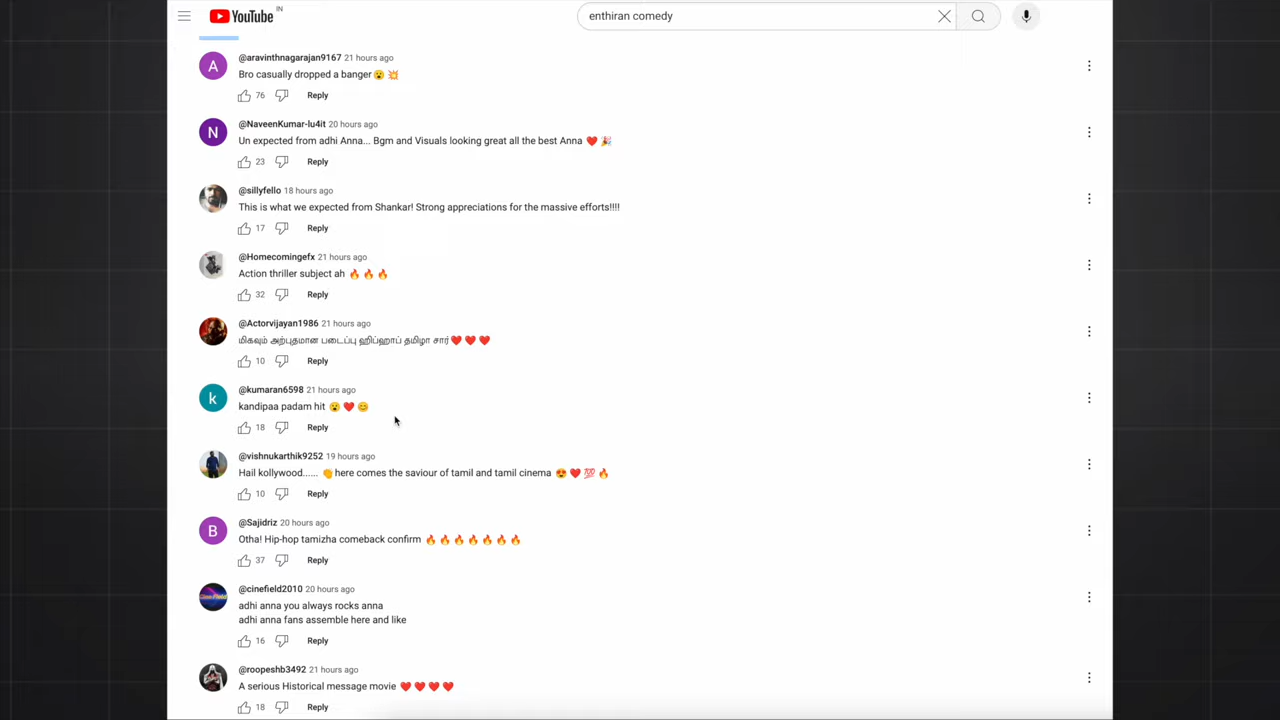 YouTube IN
enthiran comedy
A
@aravinthnagarajan9167 21 hours ago
Bro casually dropped a banger😮 💥
76 Reply
N
@NaveenKumar-lu4it 20 hours ago
Un expected from adhi Anna... Bgm and Visuals looking great all the best Anna ❤️ 🎉
23 Reply
@sillyfello 18 hours ago
This is what we expected from Shankar! Strong appreciations for the massive efforts!!!!
17 Reply
@Homecomingefx 21 hours ago
Action thriller subject ah 🔥 🔥 🔥
32 Reply
@Actorvijayan1986 21 hours ago
மிகவும் அற்புதமான படைப்பு ஹிப்ஹாப் தமிழா சார்❤️ ❤️ ❤️
10 Reply
k
@kumaran6598 21 hours ago
kandipaa padam hit 😮 ❤️ 😊
18 Reply
@vishnukarthik9252 19 hours ago
Hail kollywood...... 👏here comes the saviour of tamil and tamil cinema 😍 ❤️ 💯 🔥
10 Reply
B
@Sajidriz 20 hours ago
Otha! Hip-hop tamizha comeback confirm 🔥 🔥 🔥 🔥 🔥 🔥 🔥
37 Reply
@cinefield2010 20 hours ago
adhi anna you always rocks anna
adhi anna fans assemble here and like
16 Reply
@roopeshb3492 21 hours ago
A serious Historical message movie ❤️ ❤️ ❤️ ❤️
18 Reply